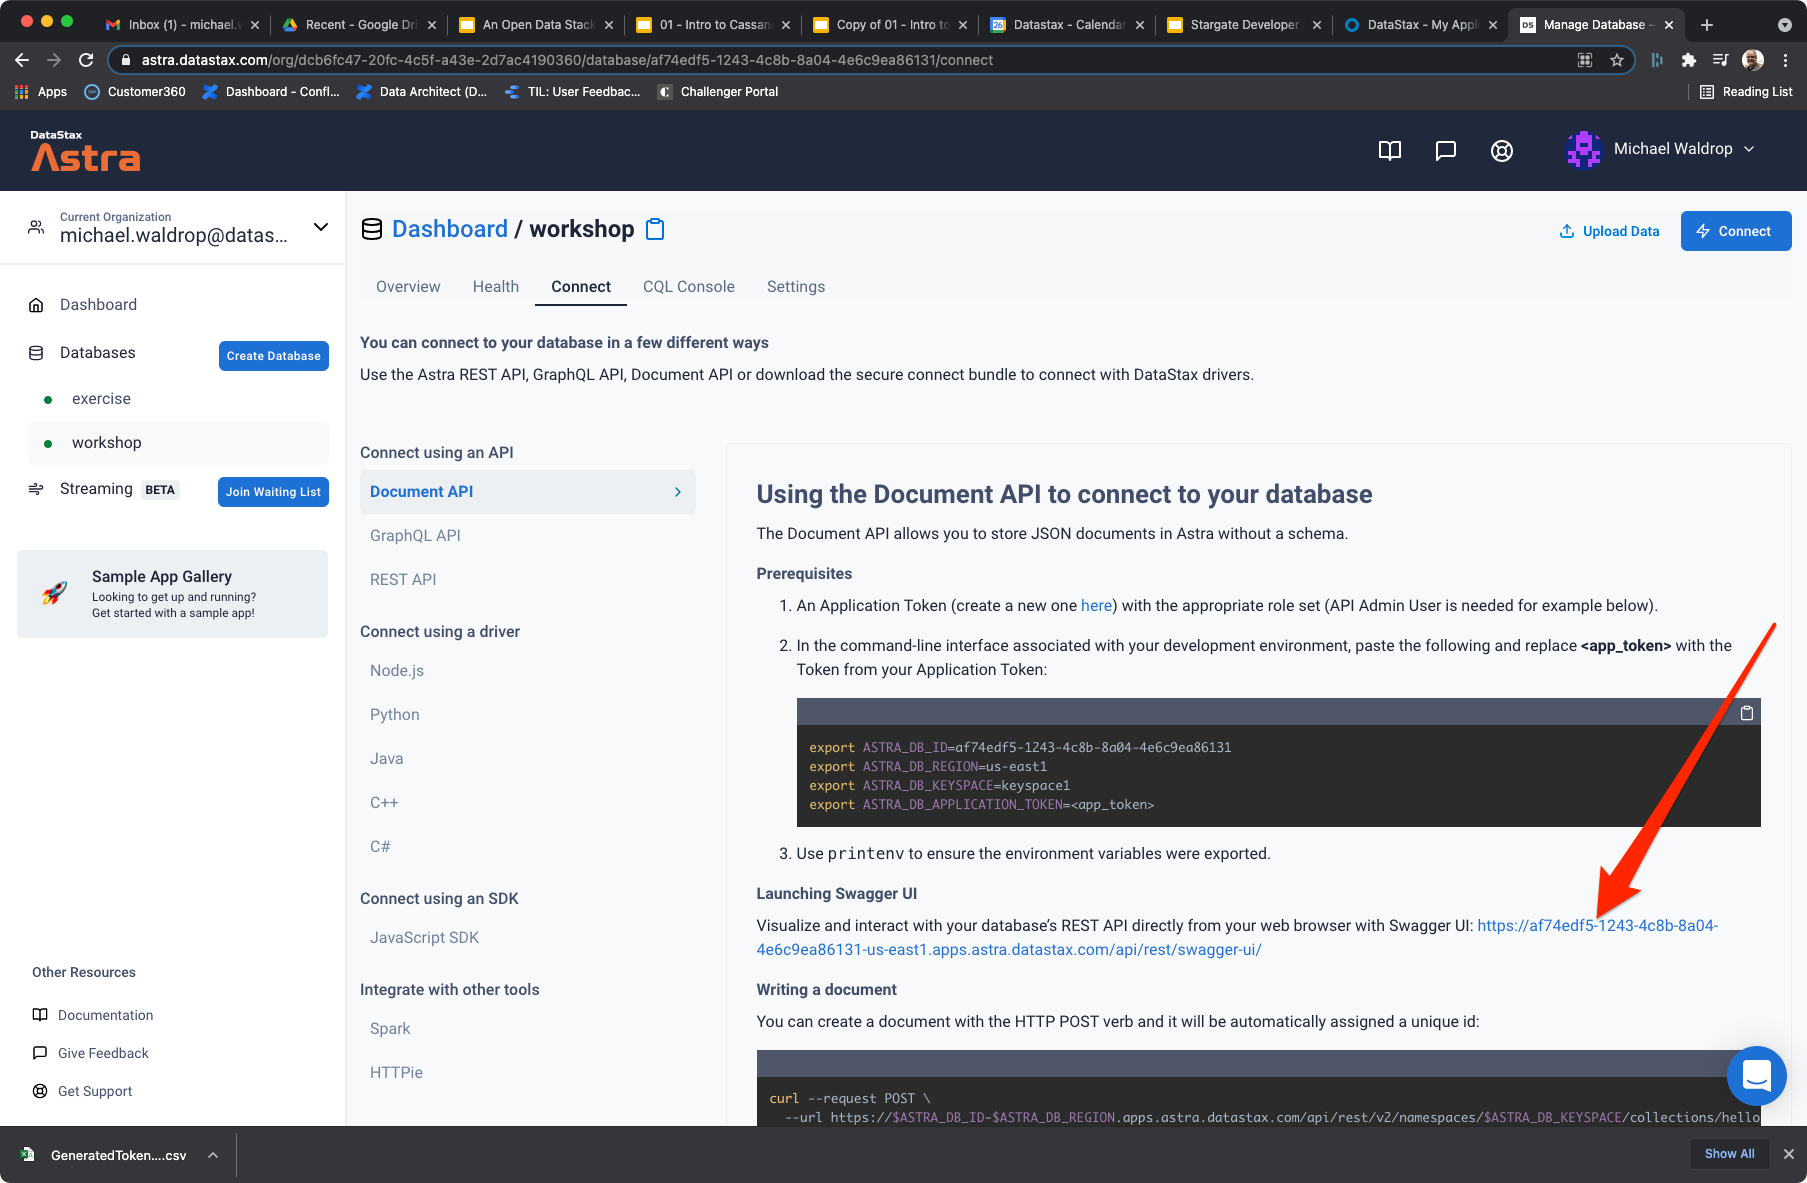 Inbox (1) - michael.w
Recent - Google Dri
An Open Data Stack
01 - Intro to Cassan
Copy of 01 - Intro to
26
Datastax - Calendar
Stargate Developer
DataStax - My Appli
DS
Manage Database -
astra.datastax.com/org/dcb6fc47-20fc-4c5f-a43e-2d7ac4190360/database/af74edf5-1243-4c8b-8a04-4e6c9ea86131/connect
Apps
Customer360
Dashboard - Confl...
Data Architect (D...
TIL: User Feedbac...
Challenger Portal
Reading List
DataStax
Astra
Michael Waldrop
Current Organization
michael.waldrop@datas...
Dashboard
Databases
Create Database
exercise
workshop
Streaming
BETA
Join Waiting List
Sample App Gallery
Looking to get up and running?
Get started with a sample app!
Other Resources
Documentation
Give Feedback
Get Support
Dashboard / workshop
Upload Data
Connect
Overview
Health
Connect
CQL Console
Settings
You can connect to your database in a few different ways
Use the Astra REST API, GraphQL API, Document API or download the secure connect bundle to connect with DataStax drivers.
Connect using an API
Document API
GraphQL API
REST API
Connect using a driver
Node.js
Python
Java
C++
C#
Connect using an SDK
JavaScript SDK
Integrate with other tools
Spark
HTTPie
Using the Document API to connect to your database
The Document API allows you to store JSON documents in Astra without a schema.
Prerequisites
1. An Application Token (create a new one here) with the appropriate role set (API Admin User is needed for example below).
2. In the command-line interface associated with your development environment, paste the following and replace <app_token> with the
Token from your Application Token:
export ASTRA_DB_ID=af74edf5-1243-4c8b-8a04-4e6c9ea86131
export ASTRA_DB_REGION=us-east1
export ASTRA_DB_KEYSPACE=keyspace1
export ASTRA_DB_APPLICATION_TOKEN=<app_token>
3. Use printenv to ensure the environment variables were exported.
Launching Swagger UI
Visualize and interact with your database's REST API directly from your web browser with Swagger UI: https://af74edf5-1243-4c8b-8a04-
4e6c9ea86131-us-east1.apps.astra.datastax.com/api/rest/swagger-ui/
Writing a document
You can create a document with the HTTP POST verb and it will be automatically assigned a unique id:
curl --request POST \
--url https://$ASTRA_DB_ID-$ASTRA_DB_REGION.apps.astra.datastax.com/api/rest/v2/namespaces/$ASTRA_DB_KEYSPACE/collections/hello
GeneratedToken....csv
Show All